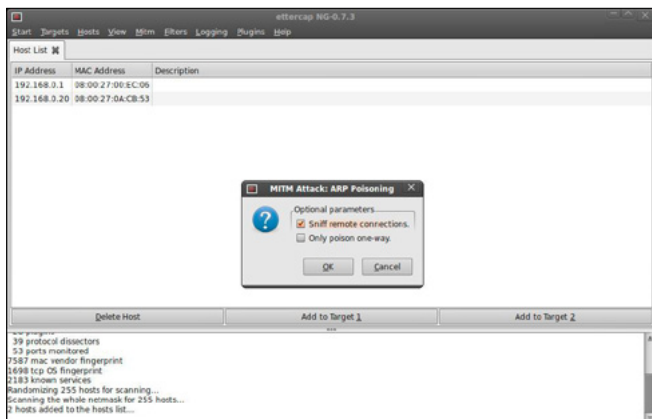 ettercap NG-0.7.3
Start Targets Hosts View Mitm Filters Logging Plugins Help
Host List
IP Address MAC Address Description
192.168.0.1 08:00:27:00:EC:06
192.168.0.20 08:00:27:0A:CB:53
MITM Attack: ARP Poisoning
Optional parameters
Sniff remote connections.
Only poison one-way.
OK Cancel
Delete Host Add to Target 1 Add to Target 2
39 protocol dissectors
53 ports monitored
7587 mac vendor fingerprint
1698 tcp OS fingerprint
2183 known services
Randomizing 255 hosts for scanning...
Scanning the whole netmask for 255 hosts...
2 hosts added to the hosts list...